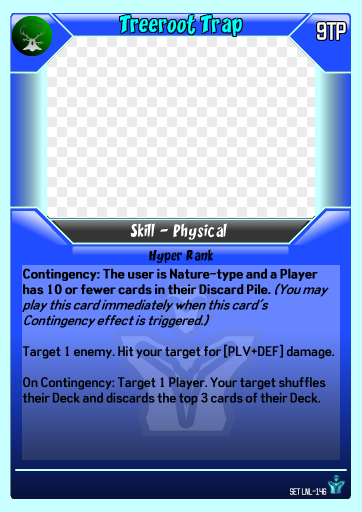 Treeroot Trap
9TP
Skill - Physical
Hyper Rank
Contingency: The user is Nature-type and a Player
has 10 or fewer cards in their Discard Pile. (You may
play this card immediately when this card's
Contingency effect is triggered.)
Target 1 enemy. Hit your target for [PLV+DEF] damage.
On Contingency: Target 1 Player. Your target shuffles
their Deck and discards the top 3 cards of their Deck.
SET LNL-146